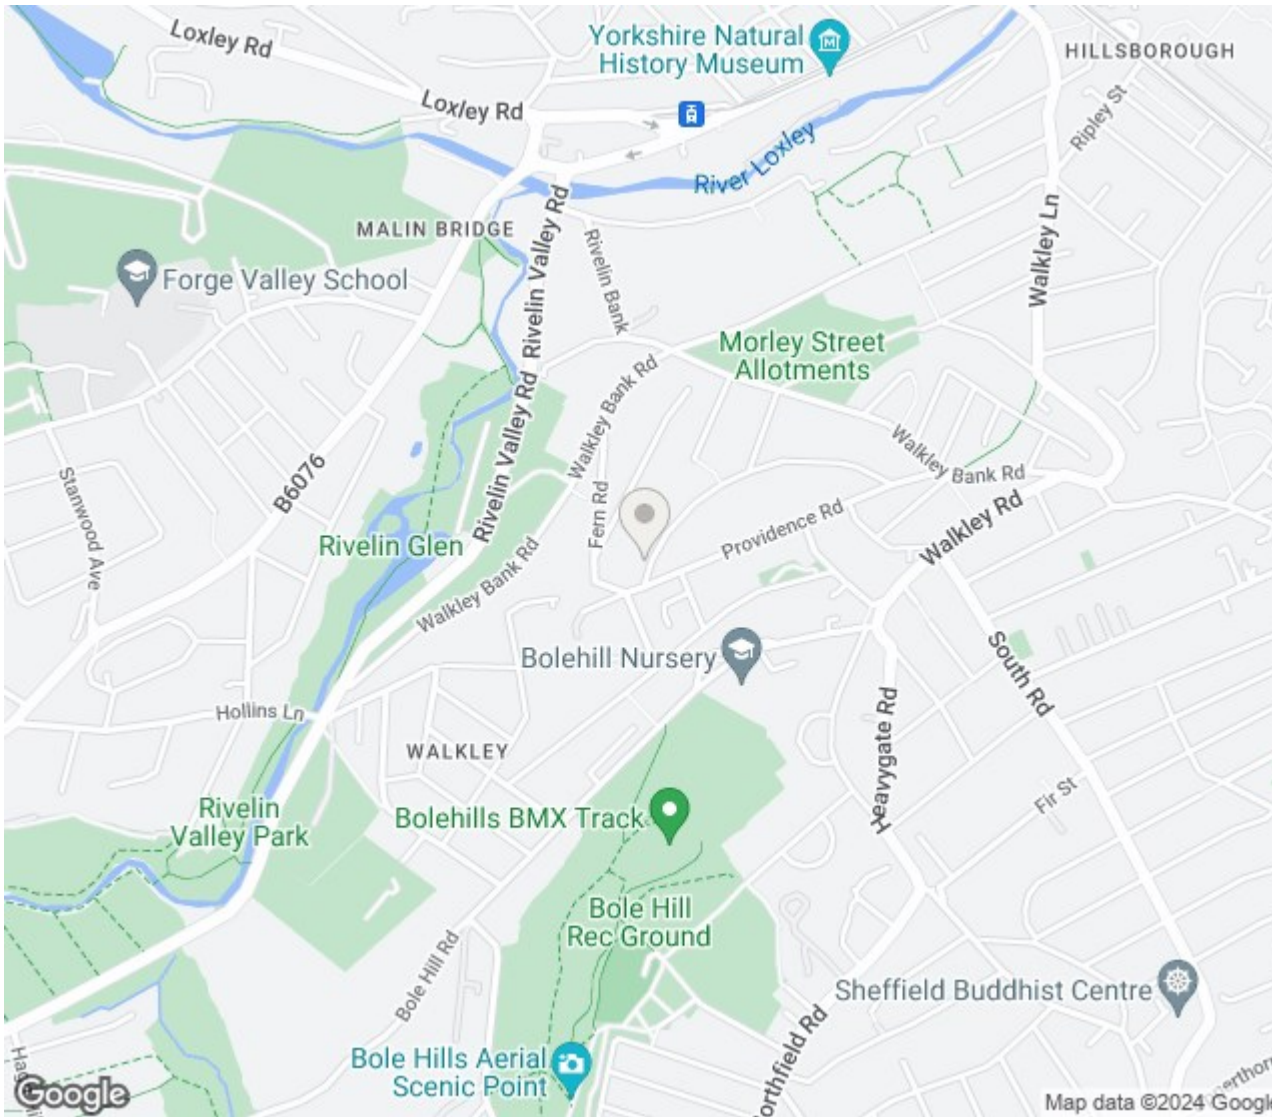 Loxley Rd
Yorkshire Natural
History Museum
HILLSBOROUGH
Loxley Rd
Ripley St
River Loxley
MALIN BRIDGE
Rivelin Valley Rd
Rivelin Bank
Walkley Ln
Forge Valley School
Morley Street
Allotments
Walkley Bank Rd
Rivelin Valley Rd
Walkley Bank Rd
B6076
Stanwood Ave
Rivelin Valley Rd
Fern Rd
Providence Rd
Walkley Rd
Rivelin Glen
Walkley Bank Rd
Bolehill Nursery
South Rd
Hollins Ln
WALKLEY
Heavygate Rd
Rivelin
Valley Park
Bolehills BMX Track
Fir St
Bole Hill
Rec Ground
Bole Hill Rd
Sheffield Buddhist Centre
Bole Hills Aerial
Scenic Point
Google
Map data ©2024 Google